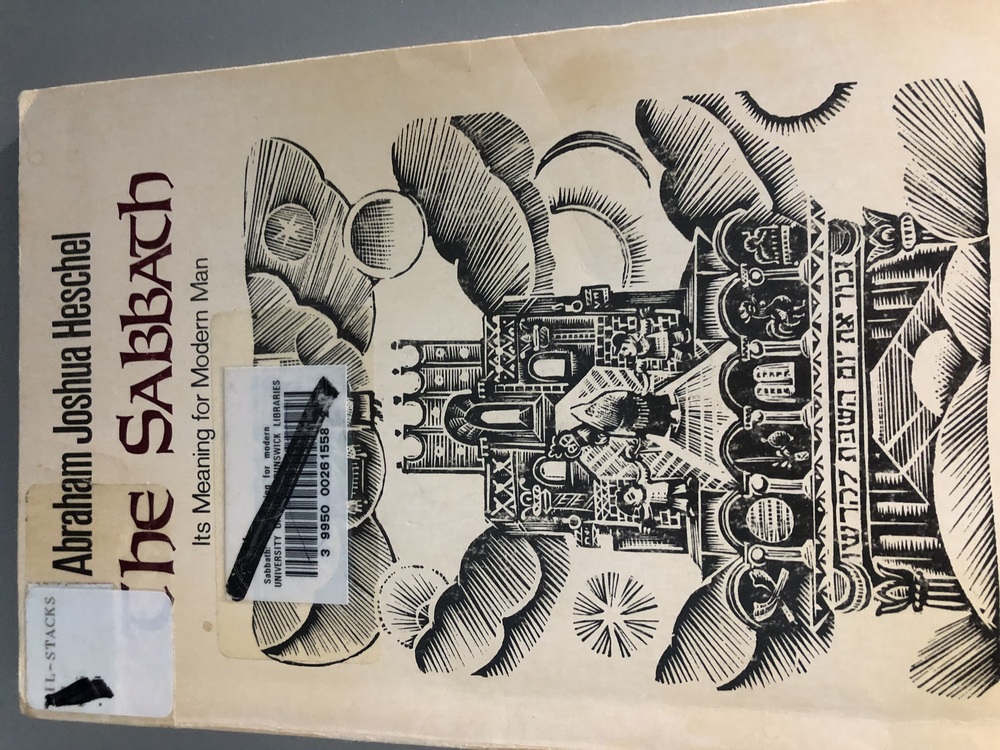 IL-STACKS
Abraham Joshua Heschel
The Sabbath
Its Meaning for Modern Man
Sabbath: for modern
UNIVERSITY LIBRARIES
3 9950 00261558
זכור את יום השבת לקדשו